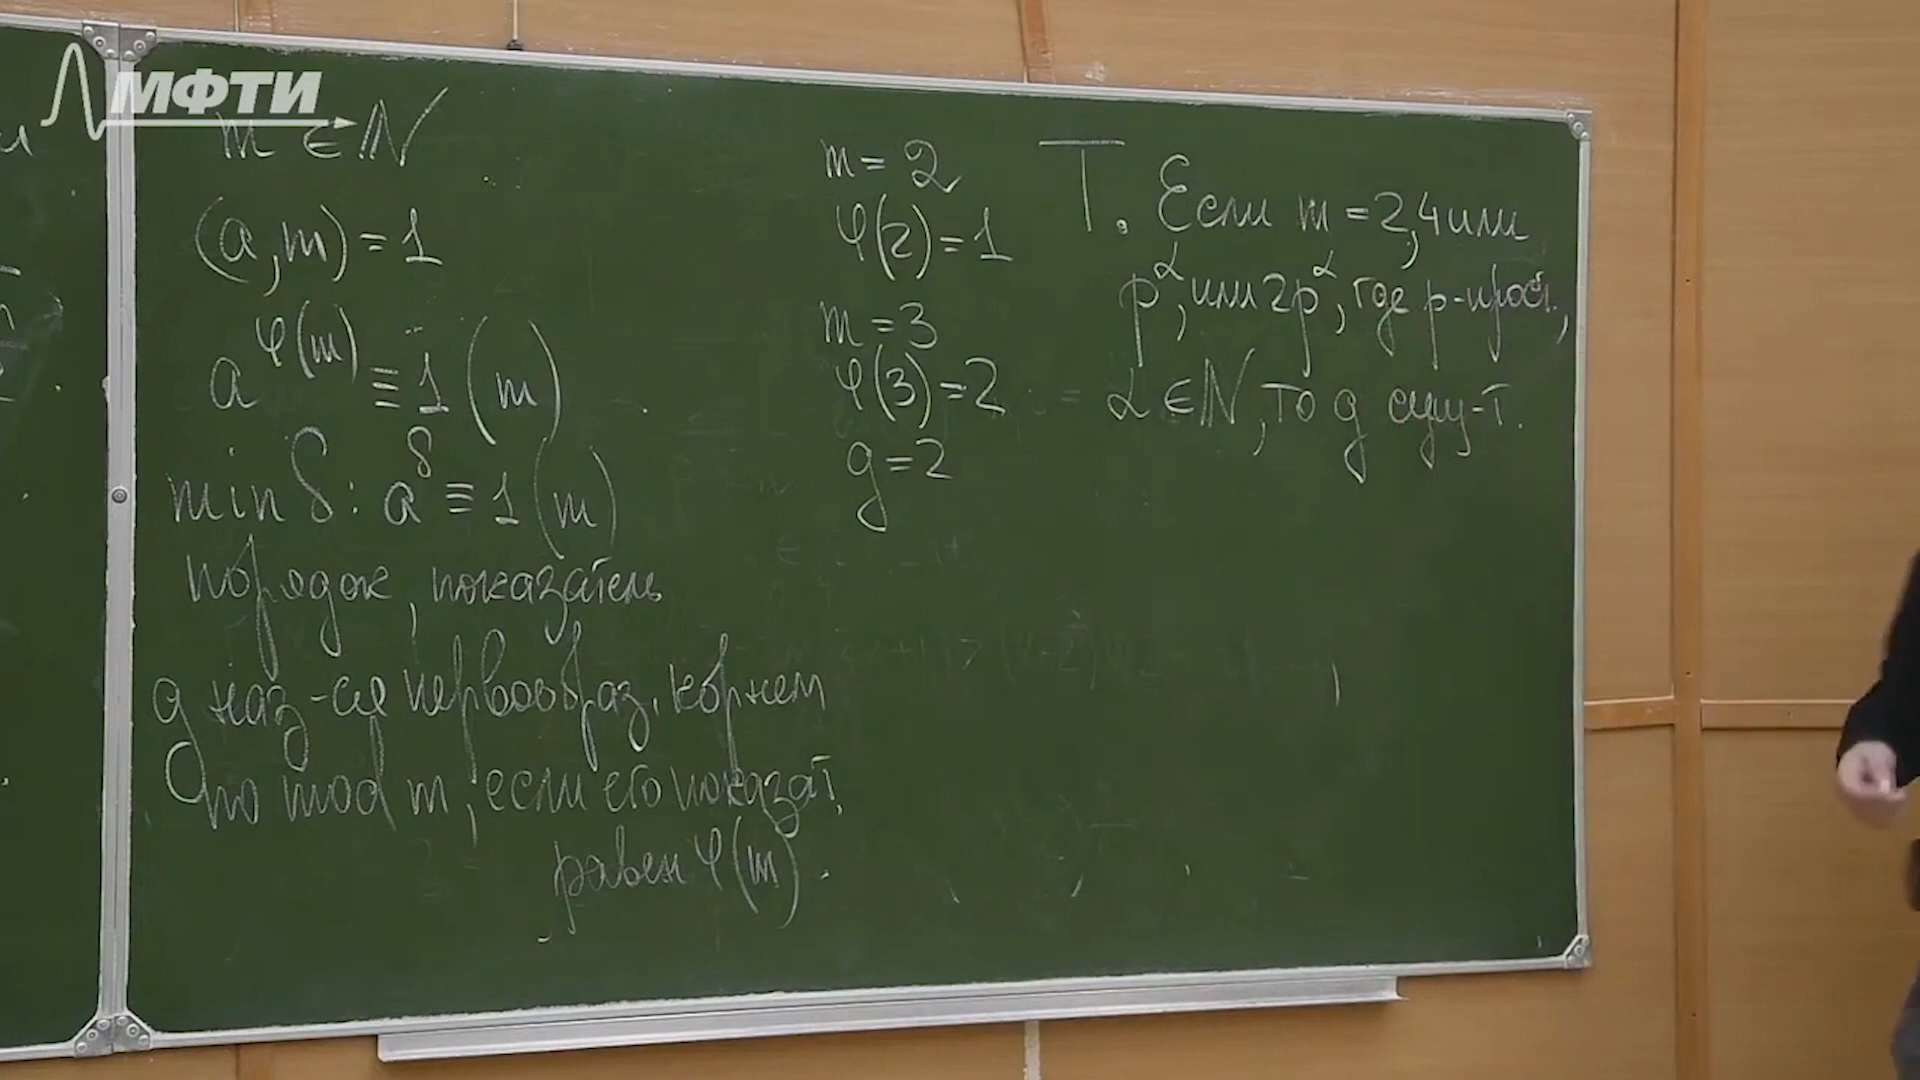 МФТИ
m ∈ ℕ
(a, m) = 1
a^φ(m) ≡ 1 (m)
min δ: a^δ ≡ 1 (m)
порядок, показатель
g наз-ся первообраз. корнем
по mod m, если его показат.
равен φ(m).
m = 2
φ(2) = 1
m = 3
φ(3) = 2
g = 2
Т. Если m = 2, 4 или
p^α, или 2p^α, где p - прост.,
α ∈ ℕ, то g сущ-т.